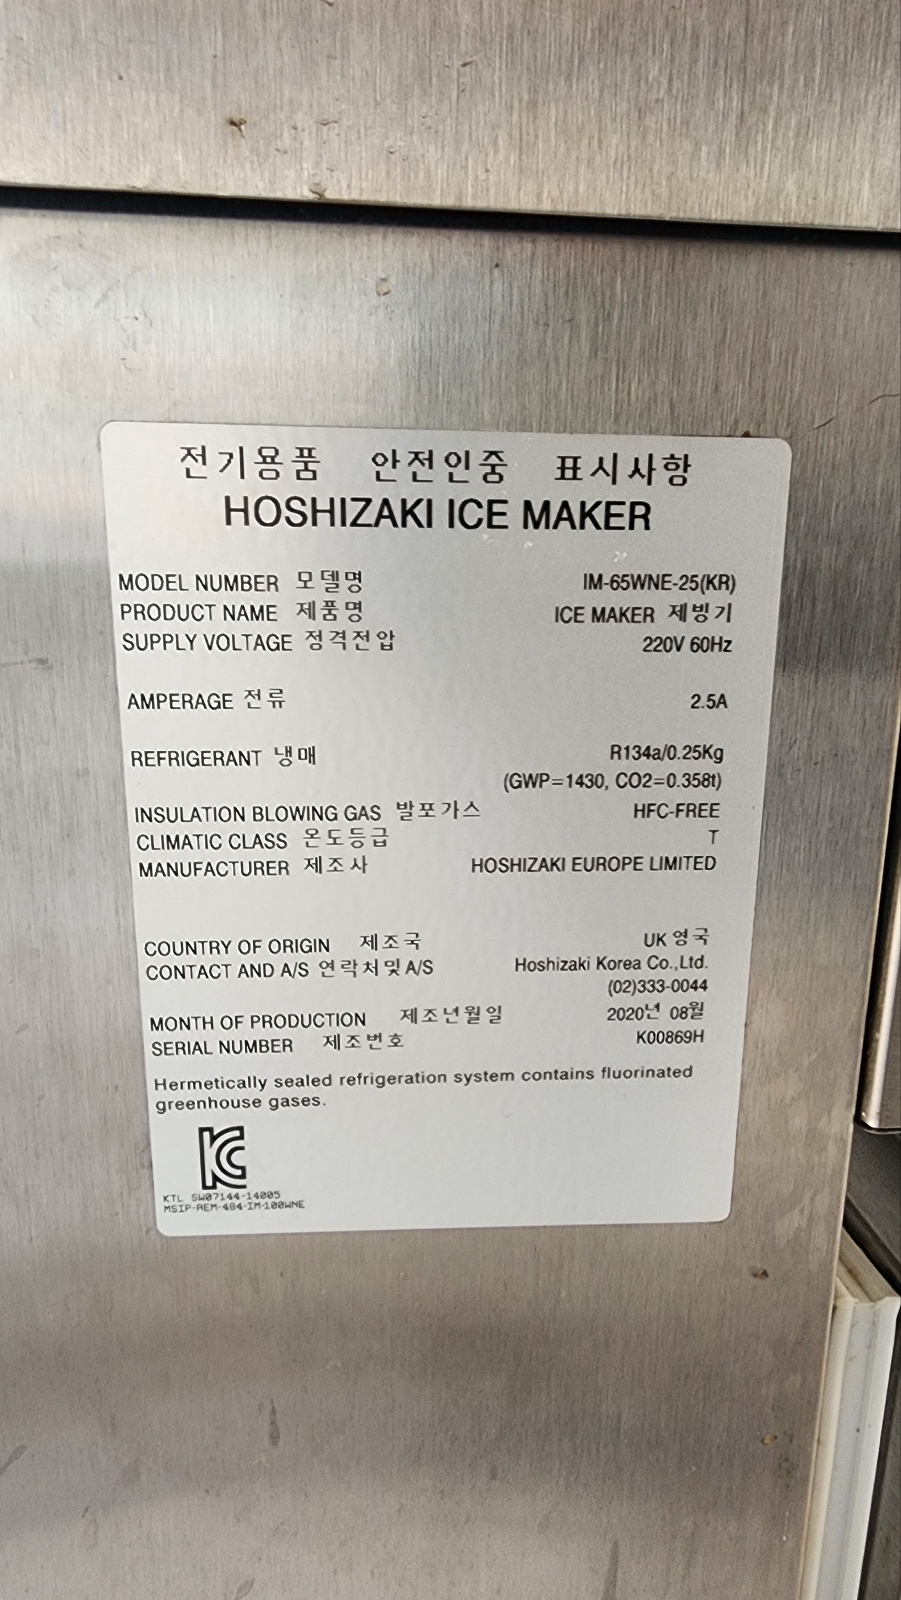 전기용품 안전인증 표시사항
HOSHIZAKI ICE MAKER
MODEL NUMBER 모델명 IM-65WNE-25(KR)
PRODUCT NAME 제품명 ICE MAKER 제빙기
SUPPLY VOLTAGE 정격전압 220V 60Hz
AMPERAGE 전류 2.5A
REFRIGERANT 냉매 R134a/0.25Kg
(GWP=1430, CO2=0.358t)
INSULATION BLOWING GAS 발포가스 HFC-FREE
CLIMATIC CLASS 온도등급 T
MANUFACTURER 제조사 HOSHIZAKI EUROPE LIMITED
COUNTRY OF ORIGIN 제조국 UK 영국
CONTACT AND A/S 연락처및A/S Hoshizaki Korea Co.,Ltd.
(02)333-0044
MONTH OF PRODUCTION 제조년월일 2020년 08월
SERIAL NUMBER 제조번호 K00869H
Hermetically sealed refrigeration system contains fluorinated
greenhouse gases.
KC
KTL SW07144-14005
MSIP-REM-484-IM-100WNE